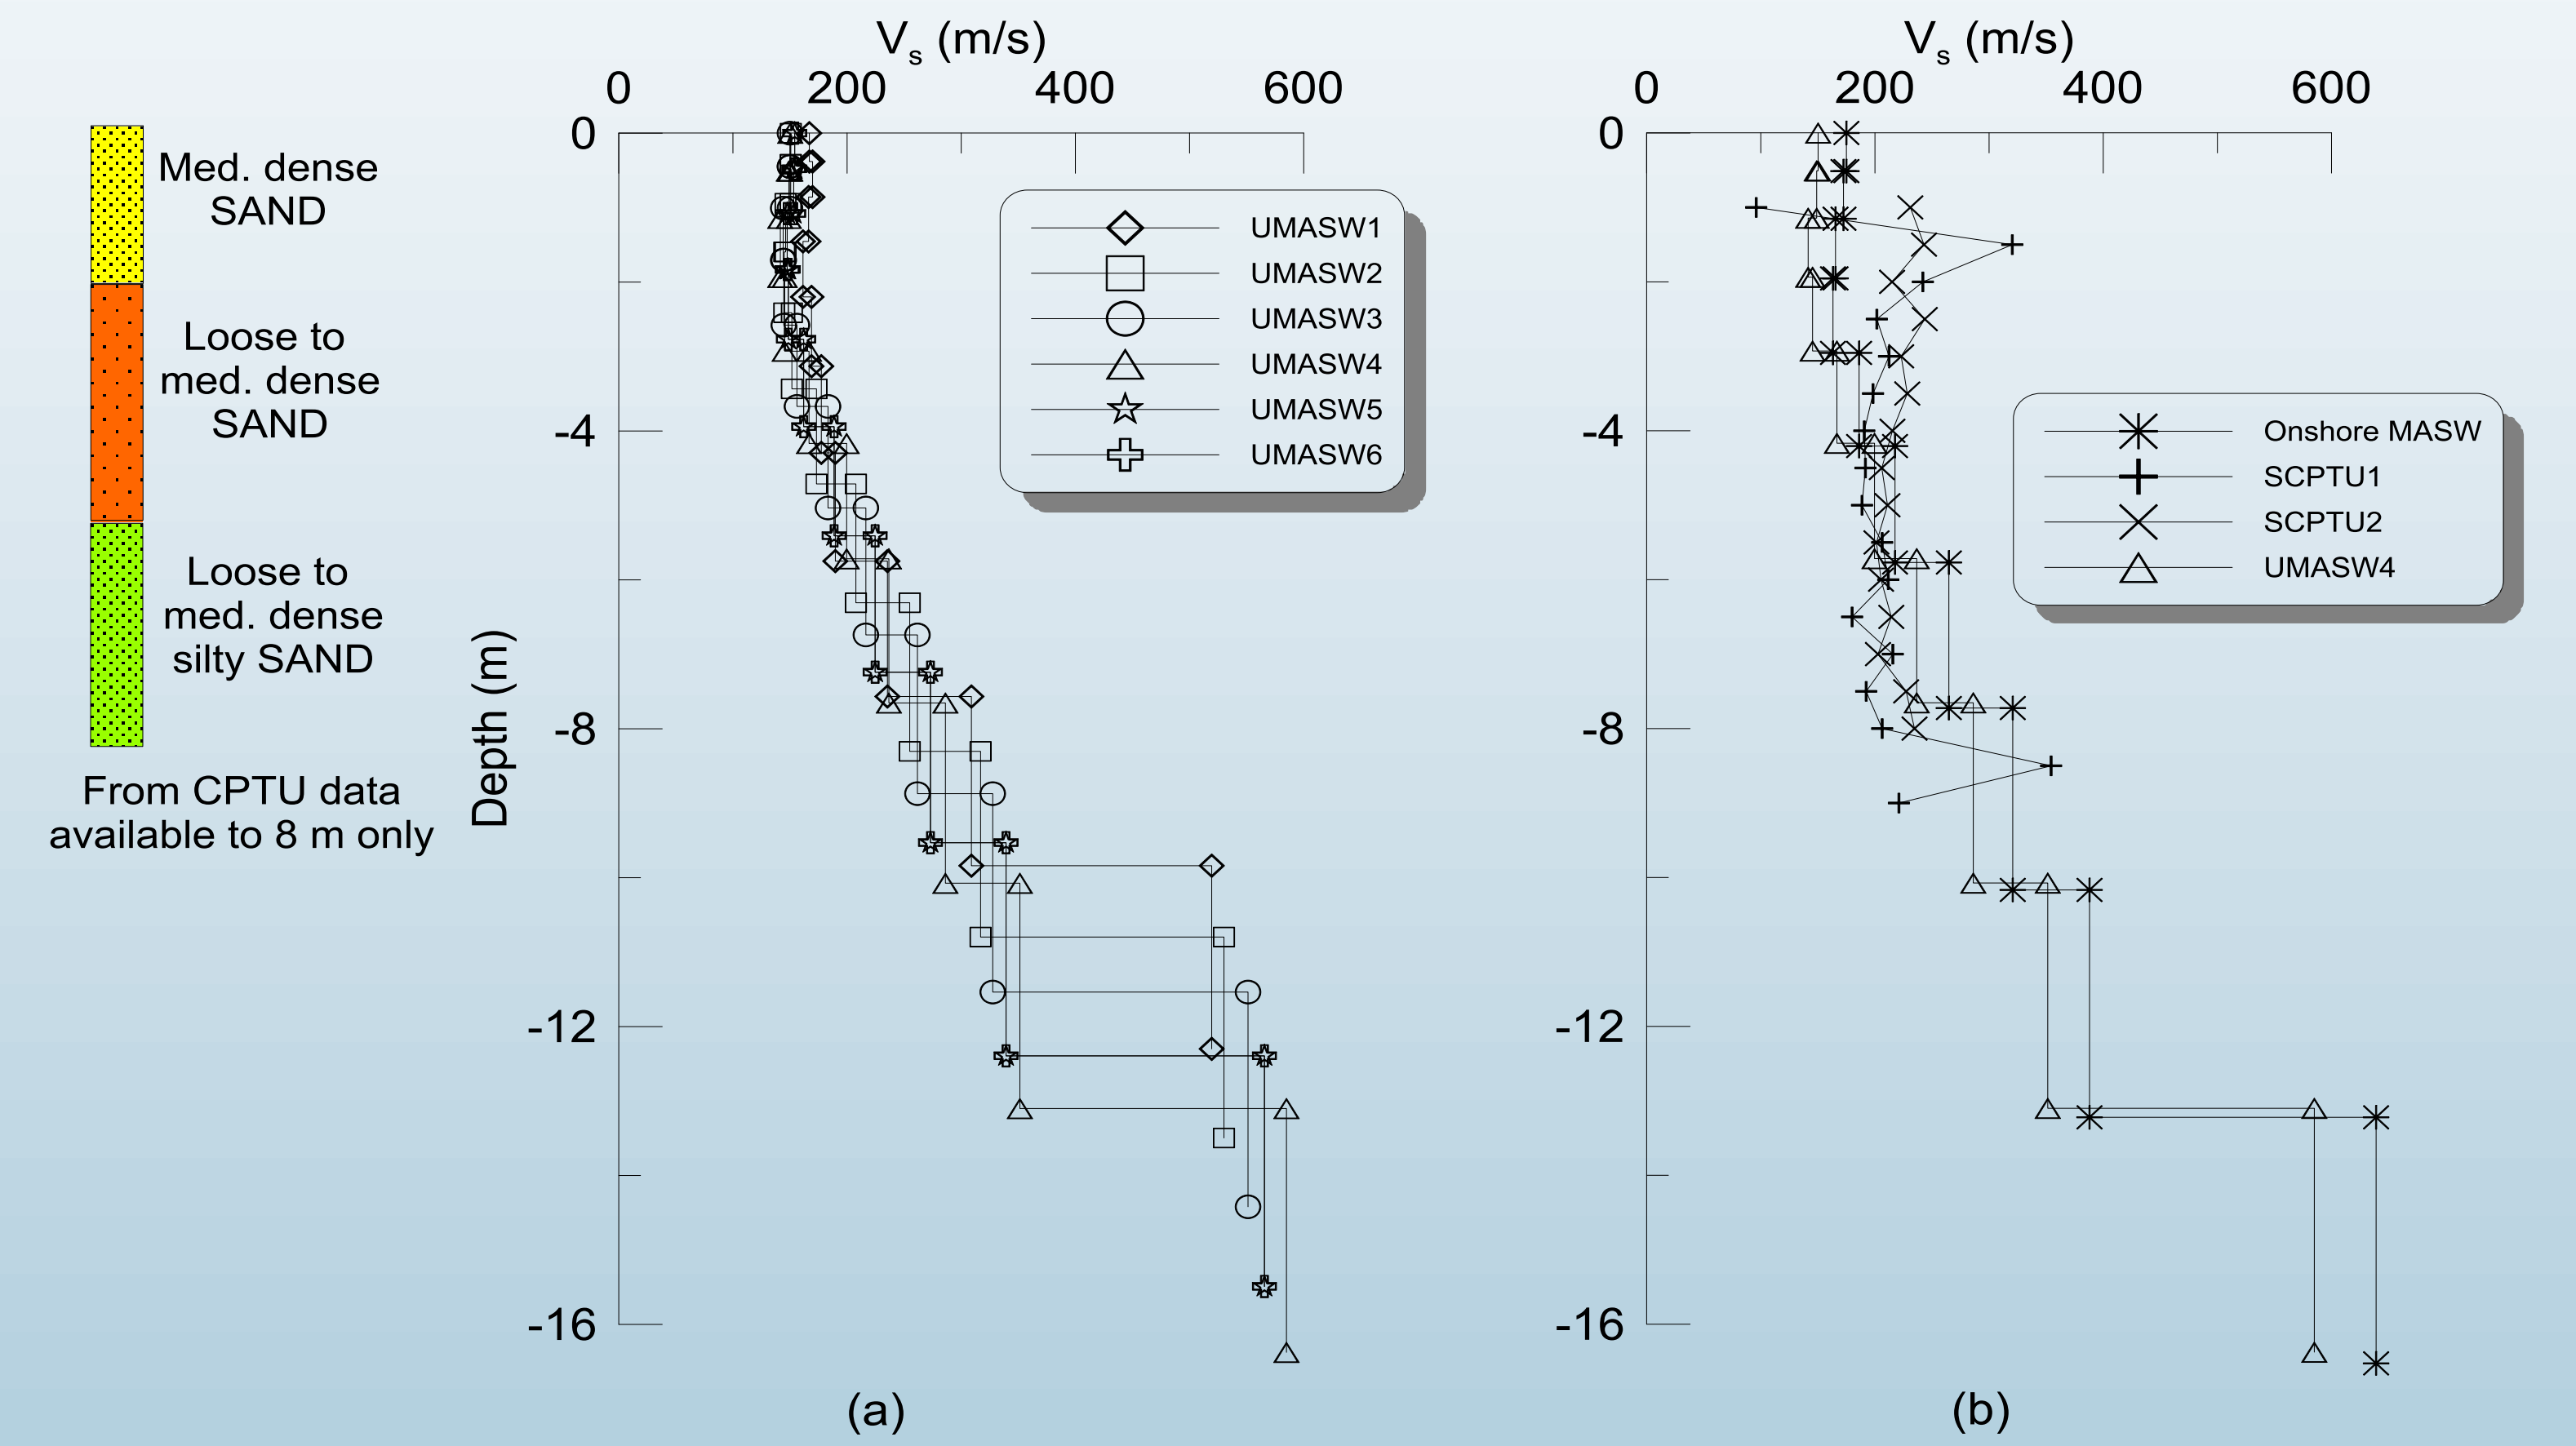 Med. dense
SAND
Loose to
med. dense
SAND
Loose to
med. dense
silty SAND
From CPTU data
available to 8 m only
Vs (m/s)
0 200 400 600
0
-4
-8
-12
-16
Depth (m)
UMASW1
UMASW2
UMASW3
UMASW4
UMASW5
UMASW6
(a)
Vs (m/s)
0 200 400 600
0
-4
-8
-12
-16
Onshore MASW
SCPTU1
SCPTU2
UMASW4
(b)